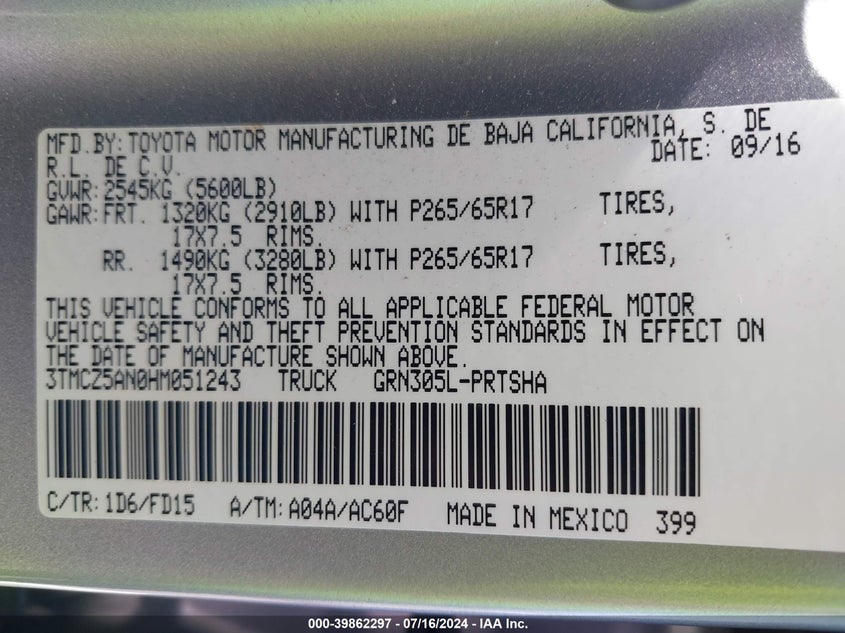 MFD.BY:TOYOTA MOTOR MANUFACTURING DE BAJA CALIFORNIA, S. DE
R.L. DE C.V. DATE: 09/16
GVWR:2545KG (5600LB)
GAWR:FRT. 1320KG (2910LB) WITH P265/65R17 TIRES,
17X7.5 RIMS.
RR. 1490KG (3280LB) WITH P265/65R17 TIRES,
17X7.5 RIMS.
THIS VEHICLE CONFORMS TO ALL APPLICABLE FEDERAL MOTOR
VEHICLE SAFETY AND THEFT PREVENTION STANDARDS IN EFFECT ON
THE DATE OF MANUFACTURE SHOWN ABOVE.
3TMCZ5AN0HM051243 TRUCK GRN305L-PRTSHA
C/TR:1D6/FD15 A/TM:A04A/AC60F MADE IN MEXICO 399
000-39862297 - 07/16/2024 - IAA Inc.